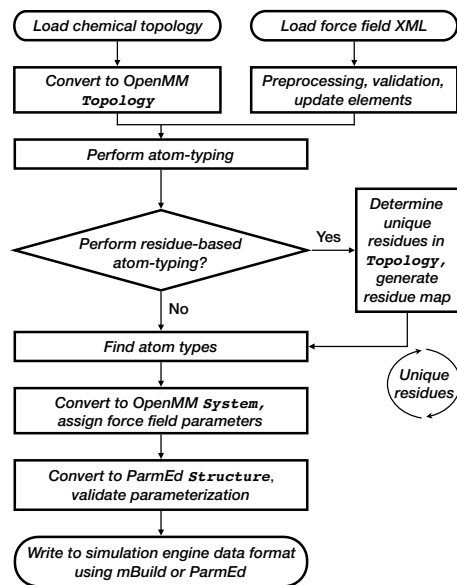 Load chemical topology
Load force field XML
Convert to OpenMM
Topology
Preprocessing, validation,
update elements
Perform atom-typing
Perform residue-based
atom-typing?
Yes
Determine
unique
residues in
Topology,
generate
residue map
No
Find atom types
Unique
residues
Convert to OpenMM System,
assign force field parameters
Convert to ParmEd Structure,
validate parameterization
Write to simulation engine data format
using mBuild or ParmEd